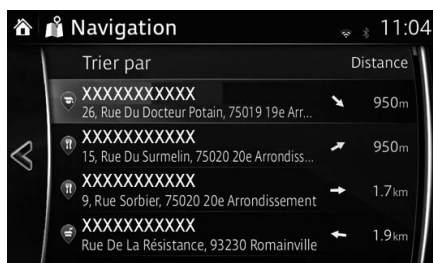 Navigation 11:04
Trier par Distance
XXXXXXXXXXX
26, Rue Du Docteur Potain, 75019 19e Arr... 950m
XXXXXXXXXXX
15, Rue Du Surmelin, 75020 20e Arrondiss... 950m
XXXXXXXXXXX
9, Rue Sorbier, 75020 20e Arrondissement 1.7km
XXXXXXXXXXX
Rue De La Résistance, 93230 Romainville 1.9km